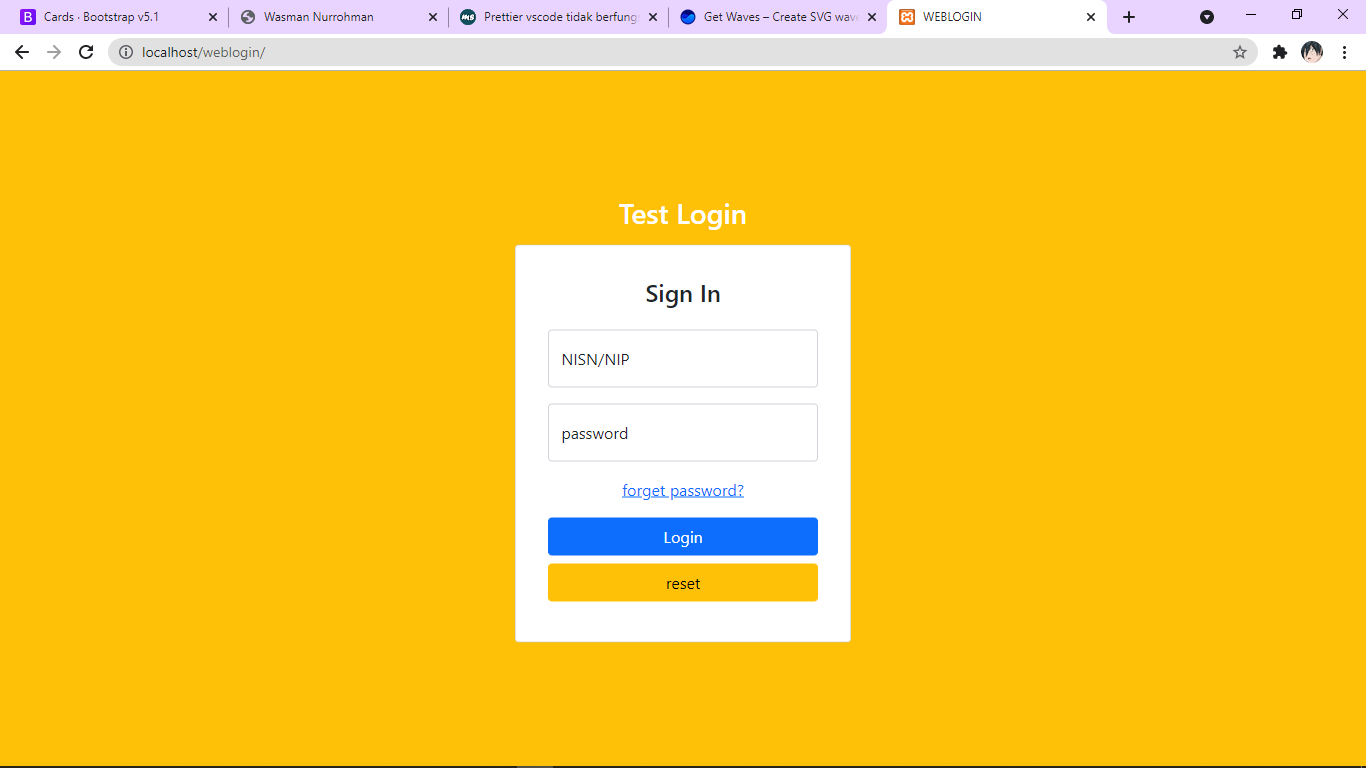 Cards · Bootstrap v5.1
Wasman Nurrohman
Prettier vscode tidak berfung
Get Waves – Create SVG wave
WEBLOGIN
localhost/weblogin/
Test Login
Sign In
NISN/NIP
password
forget password?
Login
reset